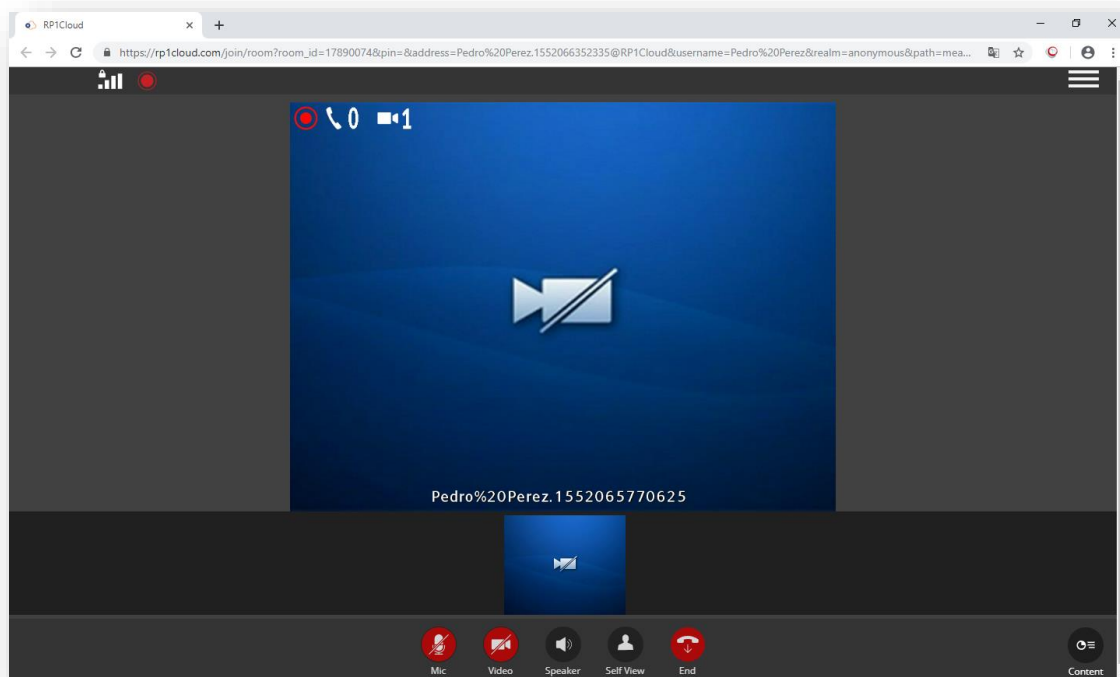 RP1Cloud
https://rp1cloud.com/join/room?room_id=17890074&pin=&address=Pedro%20Perez.1552066352335@RP1Cloud&username=Pedro%20Perez&realm=anonymous&path=mea...
0 1
Pedro%20Perez.1552065770625
Mic Video Speaker Self View End Content